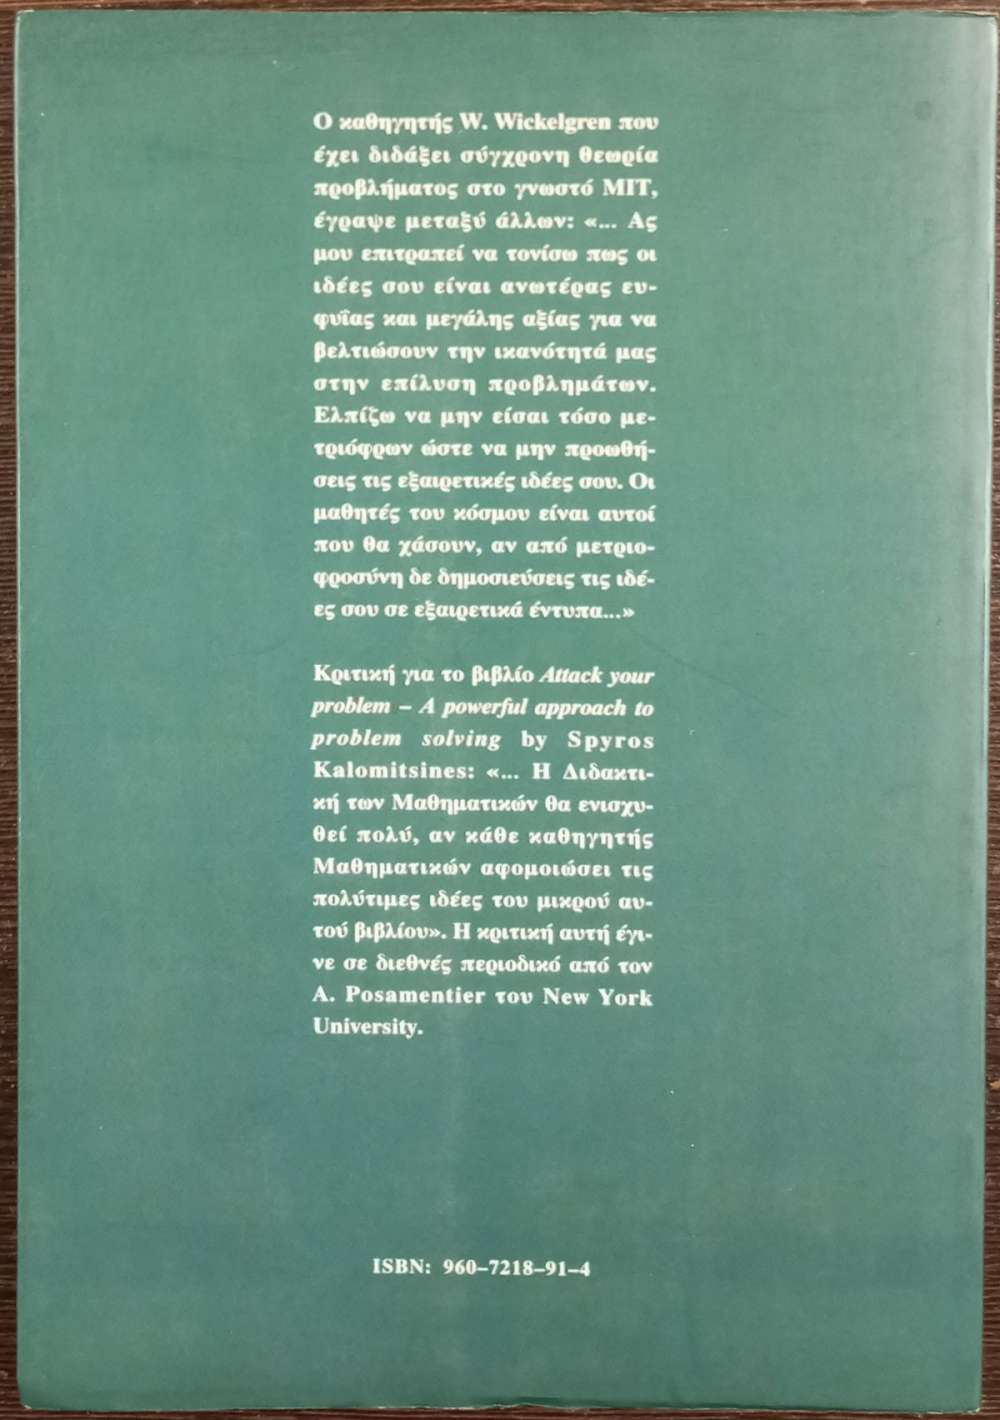 Ο καθηγητής W. Wickelgren που
έχει διδάξει σύγχρονη θεωρία
προβλήματος στο γνωστό MIT,
έγραψε μεταξύ άλλων: «... Ας
μου επιτραπεί να τονίσω πως οι
ιδέες σου είναι ανωτέρας ευ-
φυΐας και μεγάλης αξίας για να
βελτιώσουν την ικανότητά μας
στην επίλυση προβλημάτων.
Ελπίζω να μην είσαι τόσο με-
τριόφρων ώστε να μην προωθή-
σεις τις εξαιρετικές ιδέες σου. Οι
μαθητές του κόσμου είναι αυτοί
που θα χάσουν, αν από μετριο-
φροσύνη δε δημοσιεύσεις τις ιδέ-
ες σου σε εξαιρετικά έντυπα...»
Κριτική για το βιβλίο Attack your
problem – A powerful approach to
problem solving by Spyros
Kalomitsines: «... Η Διδακτι-
κή των Μαθηματικών θα ενισχυ-
θεί πολύ, αν κάθε καθηγητής
Μαθηματικών αφομοιώσει τις
πολύτιμες ιδέες του μικρού αυ-
τού βιβλίου». Η κριτική αυτή έγι-
νε σε διεθνές περιοδικό από τον
A. Posamentier του New York
University.
ISBN: 960–7218–91–4